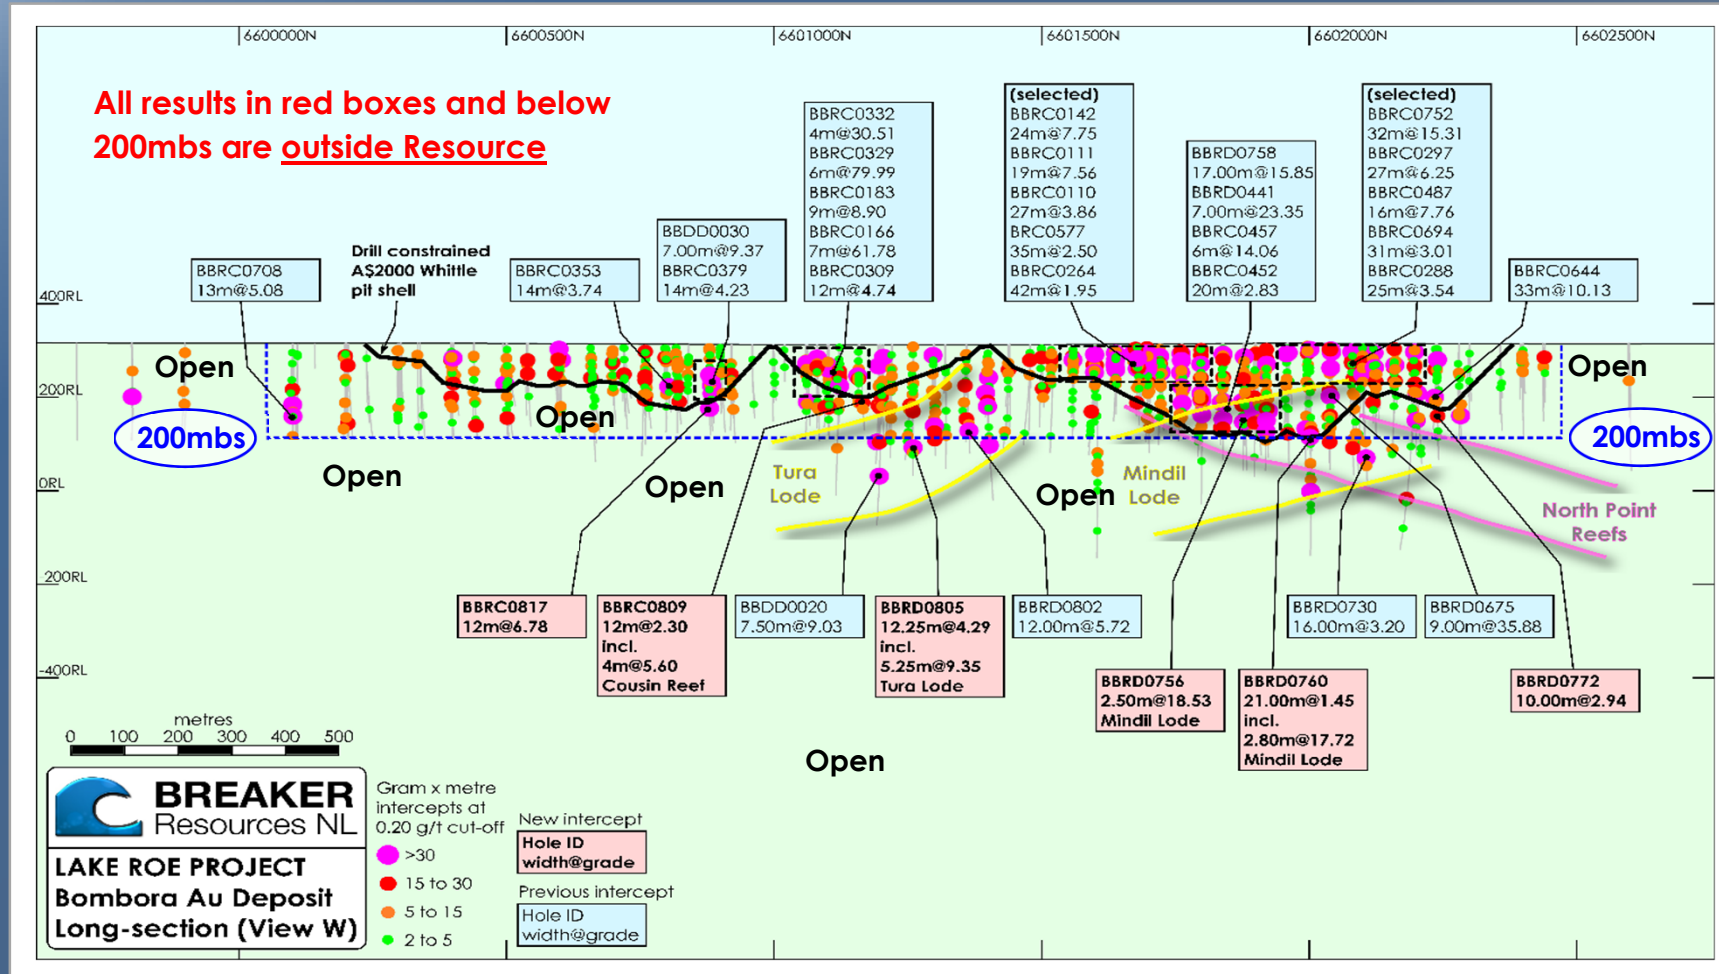 6600000N
6600500N
6601000N
6601500N
6602000N
6602500N
All results in red boxes and below
200mbs are outside Resource
BBRC0332
4m@30.51
BBRC0329
6m@79.99
BBRC0183
9m@8.90
BBRC0166
7m@61.78
BBRC0309
12m@4.74
(selected)
BBRC0142
24m@7.75
BBRC0111
19m@7.56
BBRC0110
27m@3.86
BRC0577
35m@2.50
BBRC0264
42m@1.95
BBRD0758
17.00m@15.85
BBRD0441
7.00m@23.35
BBRC0457
6m@14.06
BBRC0452
20m@2.83
(selected)
BBRC0752
32m@15.31
BBRC0297
27m@6.25
BBRC0487
16m@7.76
BBRC0694
31m@3.01
BBRC0288
25m@3.54
BBDD0030
7.00m@9.37
BBRC0379
14m@4.23
Drill constrained
A$2000 Whittle
pit shell
BBRC0708
13m@5.08
BBRC0353
14m@3.74
BBRC0644
33m@10.13
400RL
200RL
0RL
-200RL
-400RL
Open
Open
Open
200mbs
200mbs
Open
Open
Open
Tura
Lode
Mindil
Lode
North Point
Reefs
BBRC0817
12m@6.78
BBRC0809
12m@2.30
incl.
4m@5.60
Cousin Reef
BBDD0020
7.50m@9.03
BBRD0805
12.25m@4.29
incl.
5.25m@9.35
Tura Lode
BBRD0802
12.00m@5.72
BBRD0730
16.00m@3.20
BBRD0675
9.00m@35.88
BBRD0756
2.50m@18.53
Mindil Lode
BBRD0760
21.00m@1.45
incl.
2.80m@17.72
Mindil Lode
BBRD0772
10.00m@2.94
Open
metres
0 100 200 300 400 500
BREAKER
Resources NL
LAKE ROE PROJECT
Bombora Au Deposit
Long-section (View W)
Gram x metre
intercepts at
0.20 g/t cut-off
>30
15 to 30
5 to 15
2 to 5
New intercept
Hole ID
width@grade
Previous intercept
Hole ID
width@grade